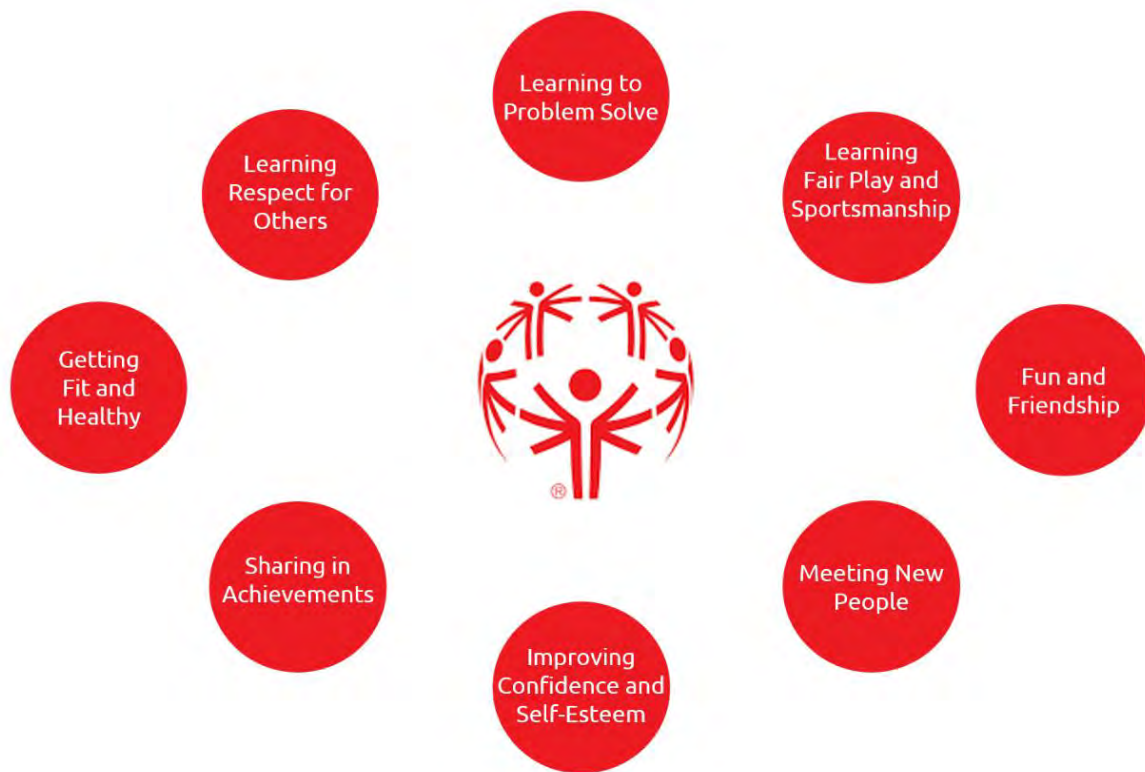 Learning to
Problem Solve
Learning
Fair Play and
Sportsmanship
Fun and
Friendship
Meeting New
People
Improving
Confidence and
Self-Esteem
Sharing in
Achievements
Getting
Fit and
Healthy
Learning
Respect for
Others
®